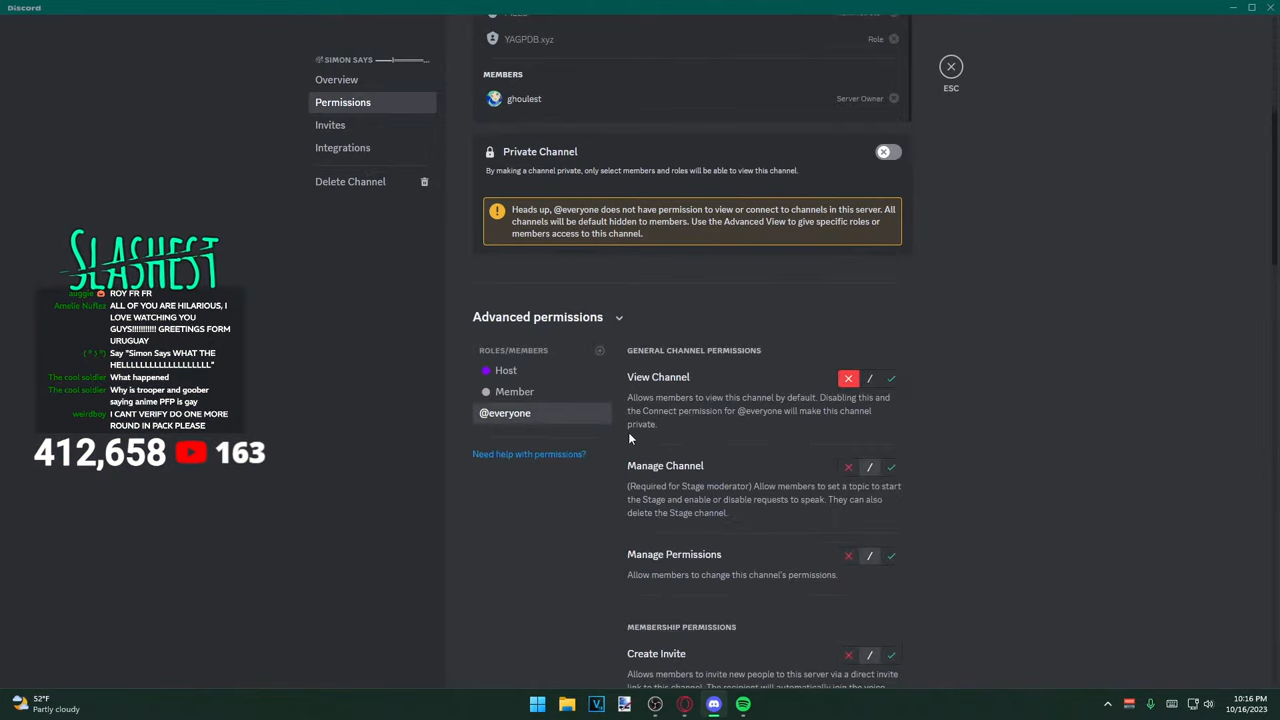 Discord
YAGPDB.xyz
Role
SIMON SAYS
Overview
MEMBERS
ghoulest
Server Owner
ESC
Permissions
Invites
Integrations
Private Channel
By making a channel private, only select members and roles will be able to view this channel.
Delete Channel
Heads up, @everyone does not have permission to view or connect to channels in this server. All
channels will be default hidden to members. Use the Advanced View to give specific roles or
members access to this channel.
SLASHEST
auggie ROY FR FR
Amelie Nuñez ALL OF YOU ARE HILARIOUS, I
LOVE WATCHING YOU
GUYS!!!!!!!!!!! GREETINGS FORM
URUGUAY
( ° ʖ °) Say "Simon Says WHAT THE
HELLLLLLLLLLLLLLLLLL"
The cool soldier What happened
The cool soldier Why is trooper and goober
saying anime PFP is gay
weirdboy I CANT VERIFY DO ONE MORE
ROUND IN PACK PLEASE
412,658 163
Advanced permissions
ROLES/MEMBERS
Host
Member
@everyone
Need help with permissions?
GENERAL CHANNEL PERMISSIONS
View Channel
Allows members to view this channel by default. Disabling this and
the Connect permission for @everyone will make this channel
private.
Manage Channel
(Required for Stage moderator) Allow members to set a topic to start
the Stage and enable or disable requests to speak. They can also
delete the Stage channel.
Manage Permissions
Allow members to change this channel's permissions.
MEMBERSHIP PERMISSIONS
Create Invite
Allows members to invite new people to this server via a direct invite
52°F
Partly cloudy
10:16 PM
10/16/2023